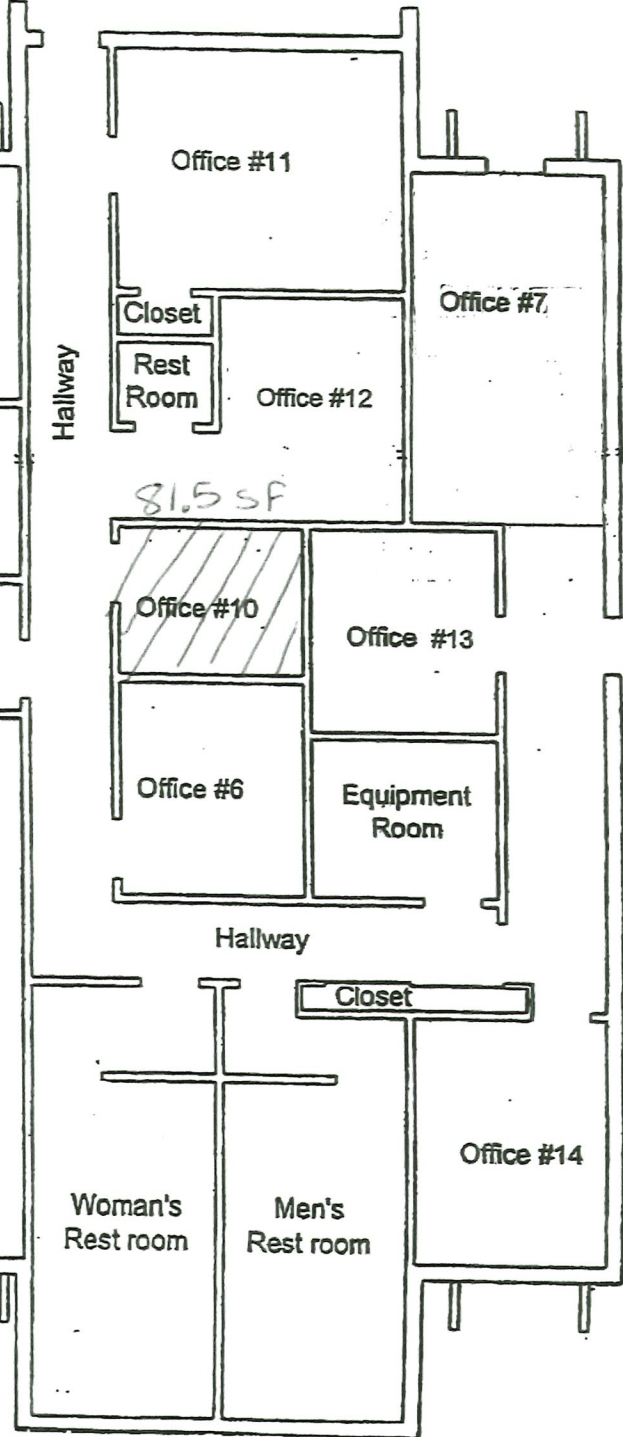 Office #11
Office #7
Closet
Rest
Room
Office #12
Hallway
81.5 SF
Office #10
Office #13
Office #6
Equipment
Room
Hallway
Closet
Office #14
Woman's
Rest room
Men's
Rest room